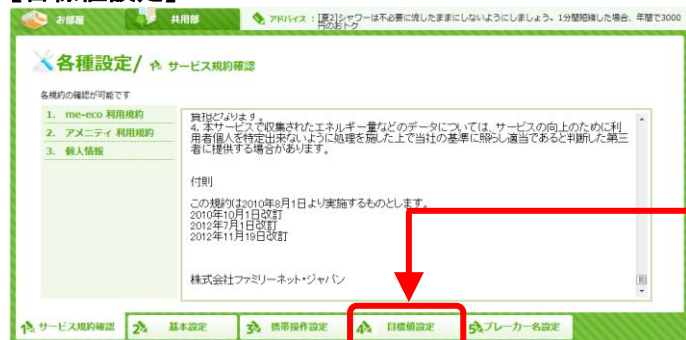 【目標値設定】
お部屋
共用部
アドバイス：[夏]シャワーは不必要に流したままにしないようにしましょう。1分間短縮した場合、年間で3000
円のおトク
各種設定/ サービス規約確認
各規約の確認が可能です
1. me-eco 利用規約
2. アメニティ 利用規約
3. 個人情報
負担となります。
4. 本サービスで収集されたエネルギー量などのデータについては、サービスの向上のために利
用者個人を特定出来ないように処理を施した上で当社の基準に照らし適当であると判断した第三
者に提供する場合があります。
付則
この規約は2010年8月1日より実施するものとします。
2010年10月1日改訂
2012年7月1日改訂
2012年11月19日改訂
株式会社ファミリーネット・ジャパン
1 サービス規約確認
2 基本設定
3 携帯操作設定
4 目標値設定
5 ブレーカー名設定